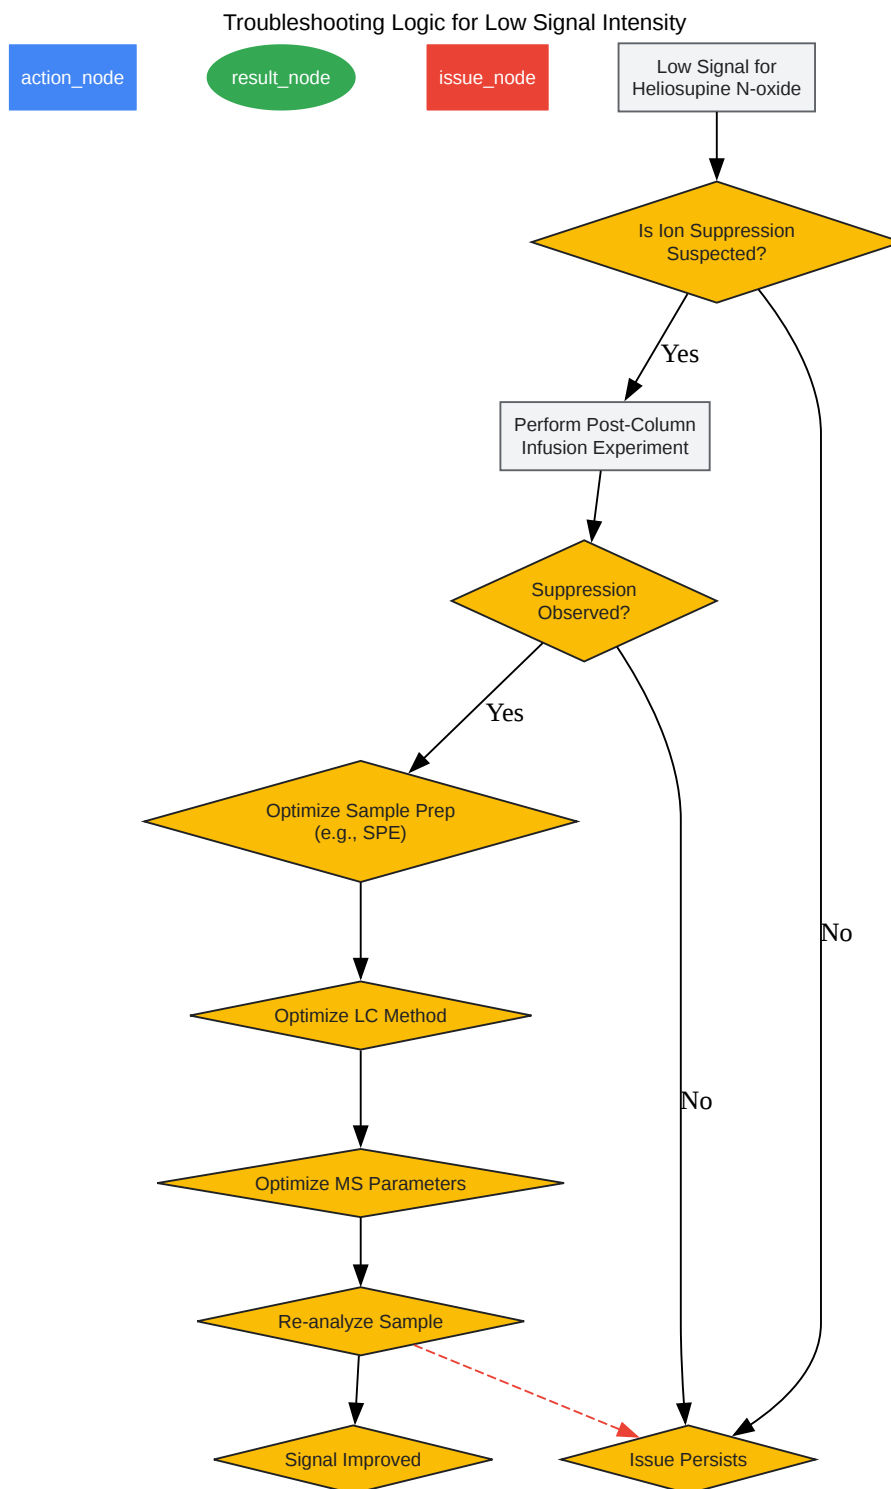 Troubleshooting Logic for Low Signal Intensity
action_node
result_node
issue_node
Low Signal for
Heliosupine N-oxide
Is Ion Suppression
Suspected?
Yes
Perform Post-Column
Infusion Experiment
Suppression
Observed?
Yes
Optimize Sample Prep
(e.g., SPE)
No
Optimize LC Method
No
Optimize MS Parameters
Re-analyze Sample
Signal Improved
Issue Persists